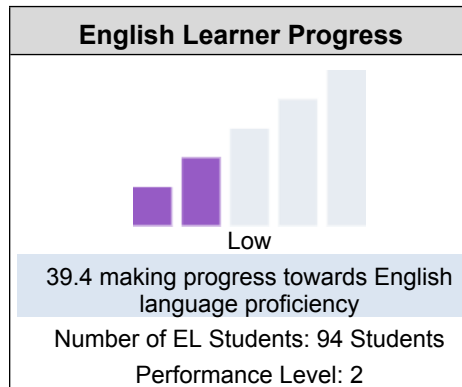 English Learner Progress
Low
39.4 making progress towards English
language proficiency
Number of EL Students: 94 Students
Performance Level: 2